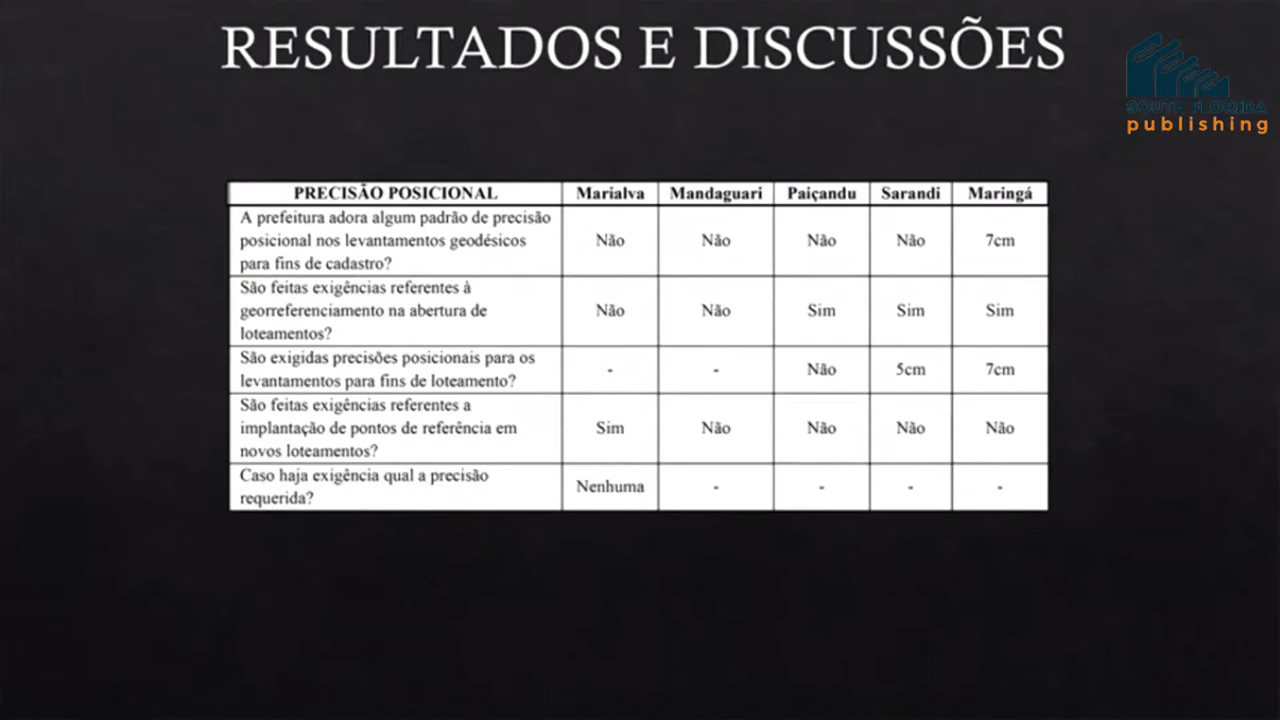 RESULTADOS E DISCUSSÕES
SOUTH FLORIDA
publishing
PRECISÃO POSICIONAL Marialva Mandaguari Paiçandu Sarandi Maringá
A prefeitura adora algum padrão de precisão
posicional nos levantamentos geodésicos Não Não Não Não 7cm
para fins de cadastro?
São feitas exigências referentes à
georreferenciamento na abertura de Não Não Sim Sim Sim
loteamentos?
São exigidas precisões posicionais para os
levantamentos para fins de loteamento? - - Não 5cm 7cm
São feitas exigências referentes a
implantação de pontos de referência em Sim Não Não Não Não
novos loteamentos?
Caso haja exigência qual a precisão
requerida? Nenhuma - - - -